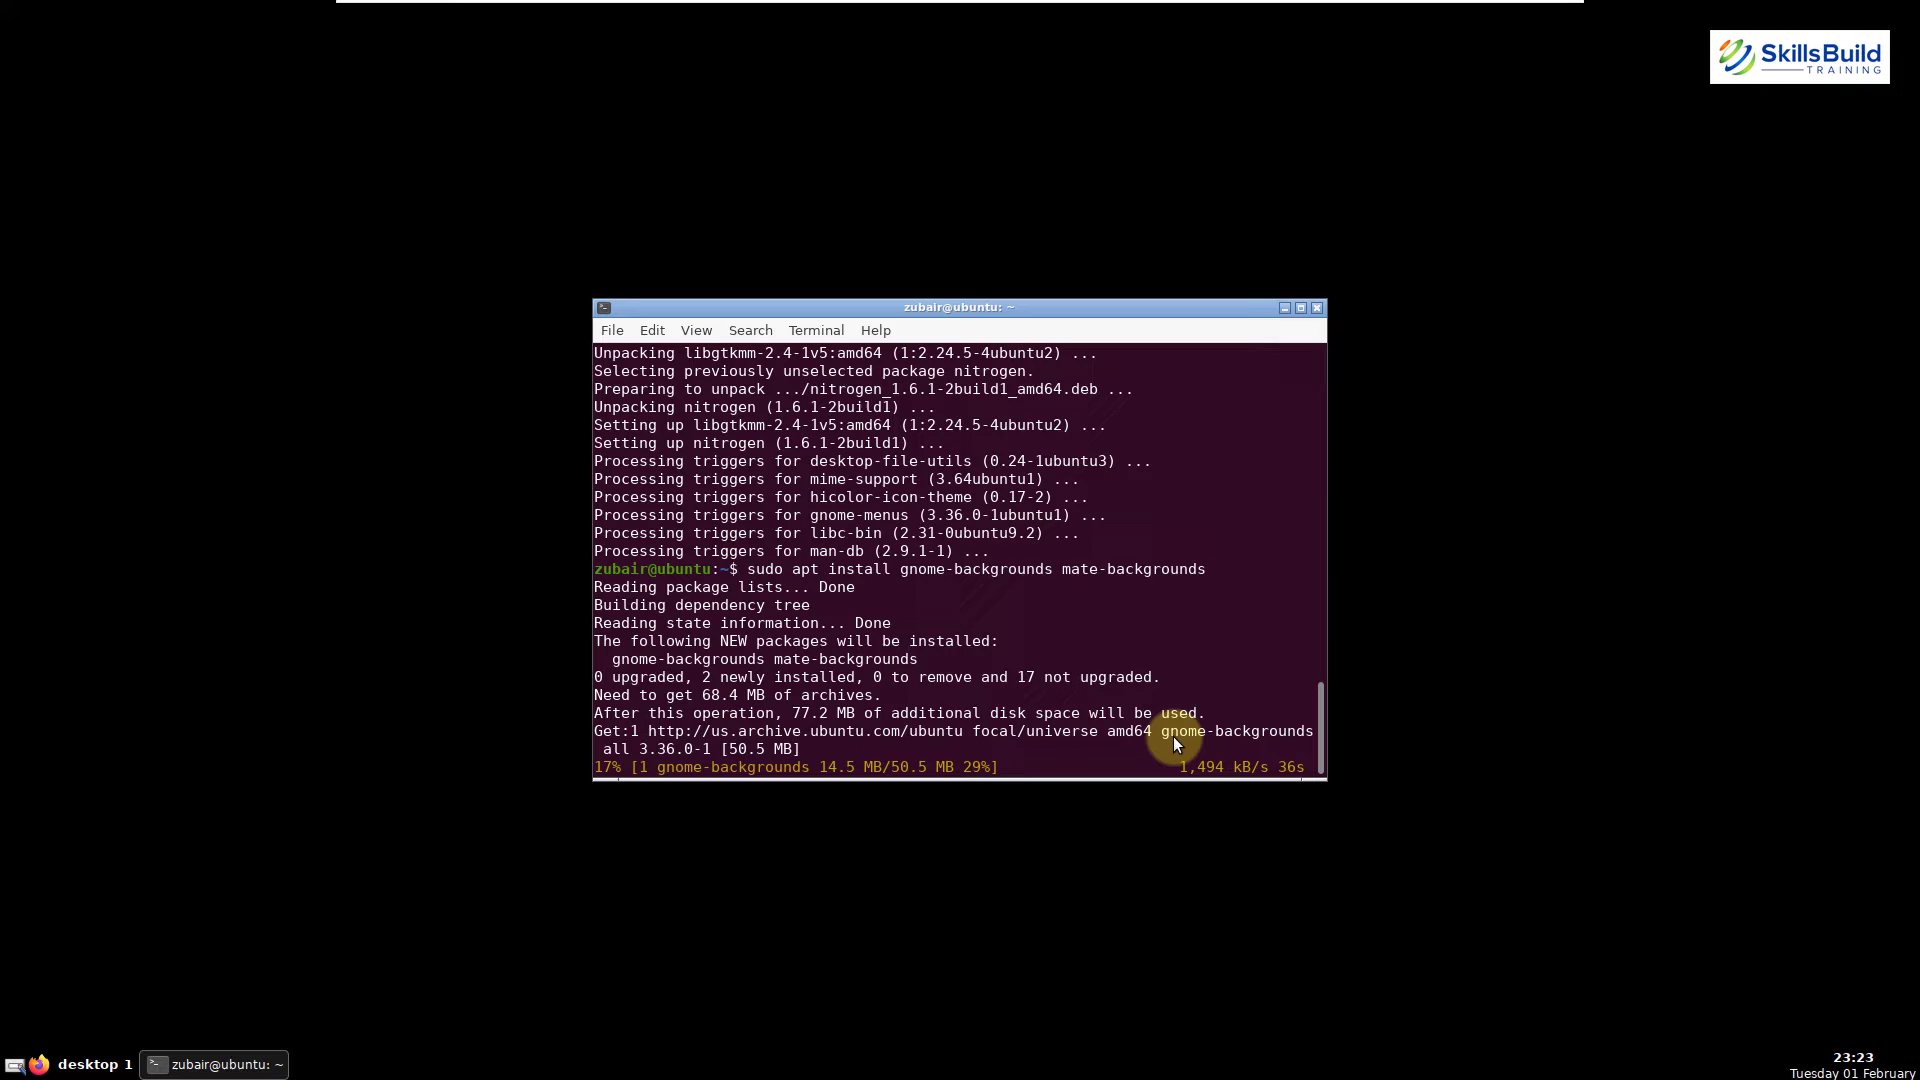 SkillsBuild
TRAINING
zubair@ubuntu: ~
File Edit View Search Terminal Help
Unpacking libgtkmm-2.4-1v5:amd64 (1:2.24.5-4ubuntu2) ...
Selecting previously unselected package nitrogen.
Preparing to unpack .../nitrogen_1.6.1-2build1_amd64.deb ...
Unpacking nitrogen (1.6.1-2build1) ...
Setting up libgtkmm-2.4-1v5:amd64 (1:2.24.5-4ubuntu2) ...
Setting up nitrogen (1.6.1-2build1) ...
Processing triggers for desktop-file-utils (0.24-1ubuntu3) ...
Processing triggers for mime-support (3.64ubuntu1) ...
Processing triggers for hicolor-icon-theme (0.17-2) ...
Processing triggers for gnome-menus (3.36.0-1ubuntu1) ...
Processing triggers for libc-bin (2.31-0ubuntu9.2) ...
Processing triggers for man-db (2.9.1-1) ...
zubair@ubuntu:~$ sudo apt install gnome-backgrounds mate-backgrounds
Reading package lists... Done
Building dependency tree
Reading state information... Done
The following NEW packages will be installed:
  gnome-backgrounds mate-backgrounds
0 upgraded, 2 newly installed, 0 to remove and 17 not upgraded.
Need to get 68.4 MB of archives.
After this operation, 77.2 MB of additional disk space will be used.
Get:1 http://us.archive.ubuntu.com/ubuntu focal/universe amd64 gnome-backgrounds
 all 3.36.0-1 [50.5 MB]
17% [1 gnome-backgrounds 14.5 MB/50.5 MB 29%] 1,494 kB/s 36s
desktop 1 zubair@ubuntu: ~
23:23
Tuesday 01 February